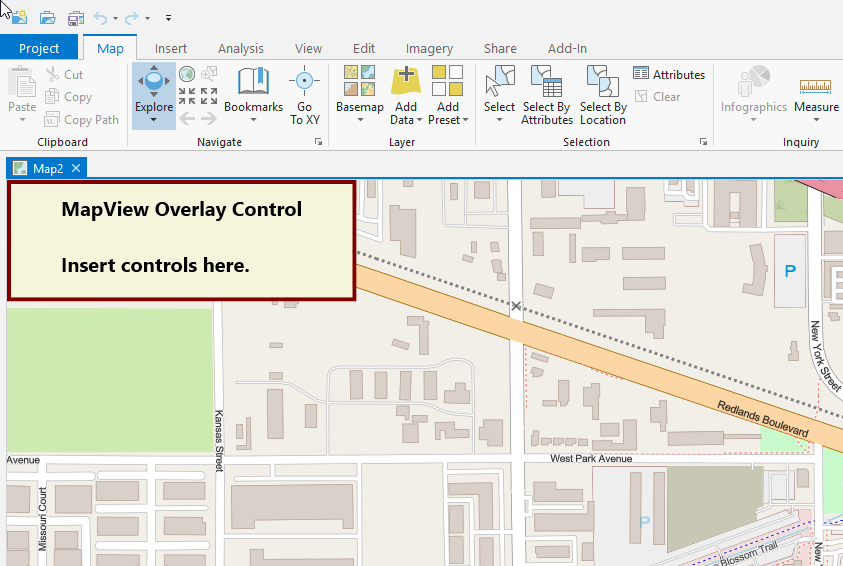 Project Map Insert Analysis View Edit Imagery Share Add-In
Paste
Cut
Copy
Copy Path
Clipboard
Explore
Bookmarks
Go
To XY
Navigate
Basemap
Add
Data
Add
Preset
Layer
Select
Select By
Attributes
Select By
Location
Attributes
Clear
Selection
Infographics
Measure
Inquiry
Map2
MapView Overlay Control
Insert controls here.
P
New York Street
Redlands Boulevard
Kansas Street
Avenue
West Park Avenue
Missouri Court
P
Blossom Trail
New